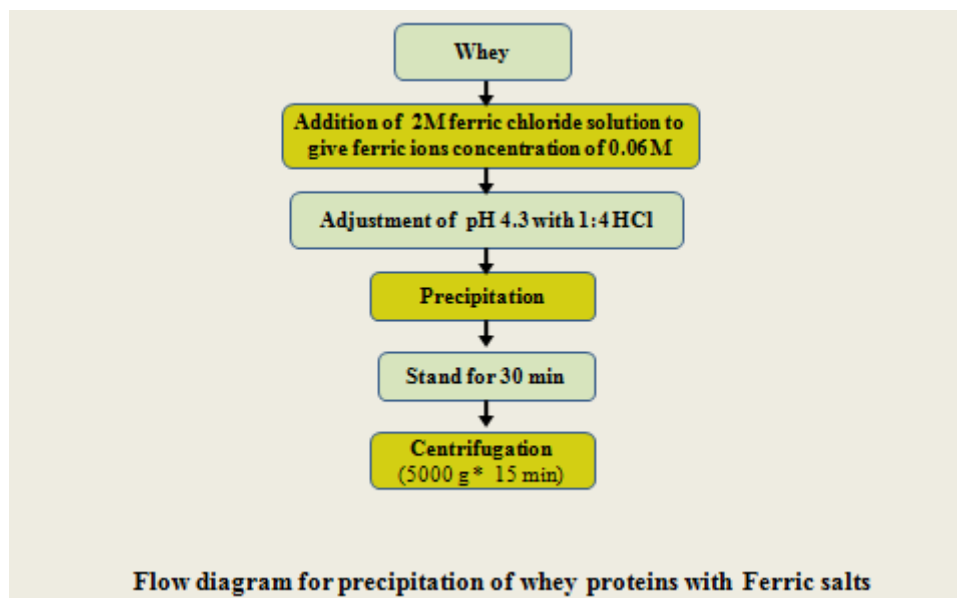 Whey
Addition of 2M ferric chloride solution to
give ferric ions concentration of 0.06M
Adjustment of pH 4.3 with 1:4 HCl
Precipitation
Stand for 30 min
Centrifugation
(5000 g* 15 min)
Flow diagram for precipitation of whey proteins with Ferric salts